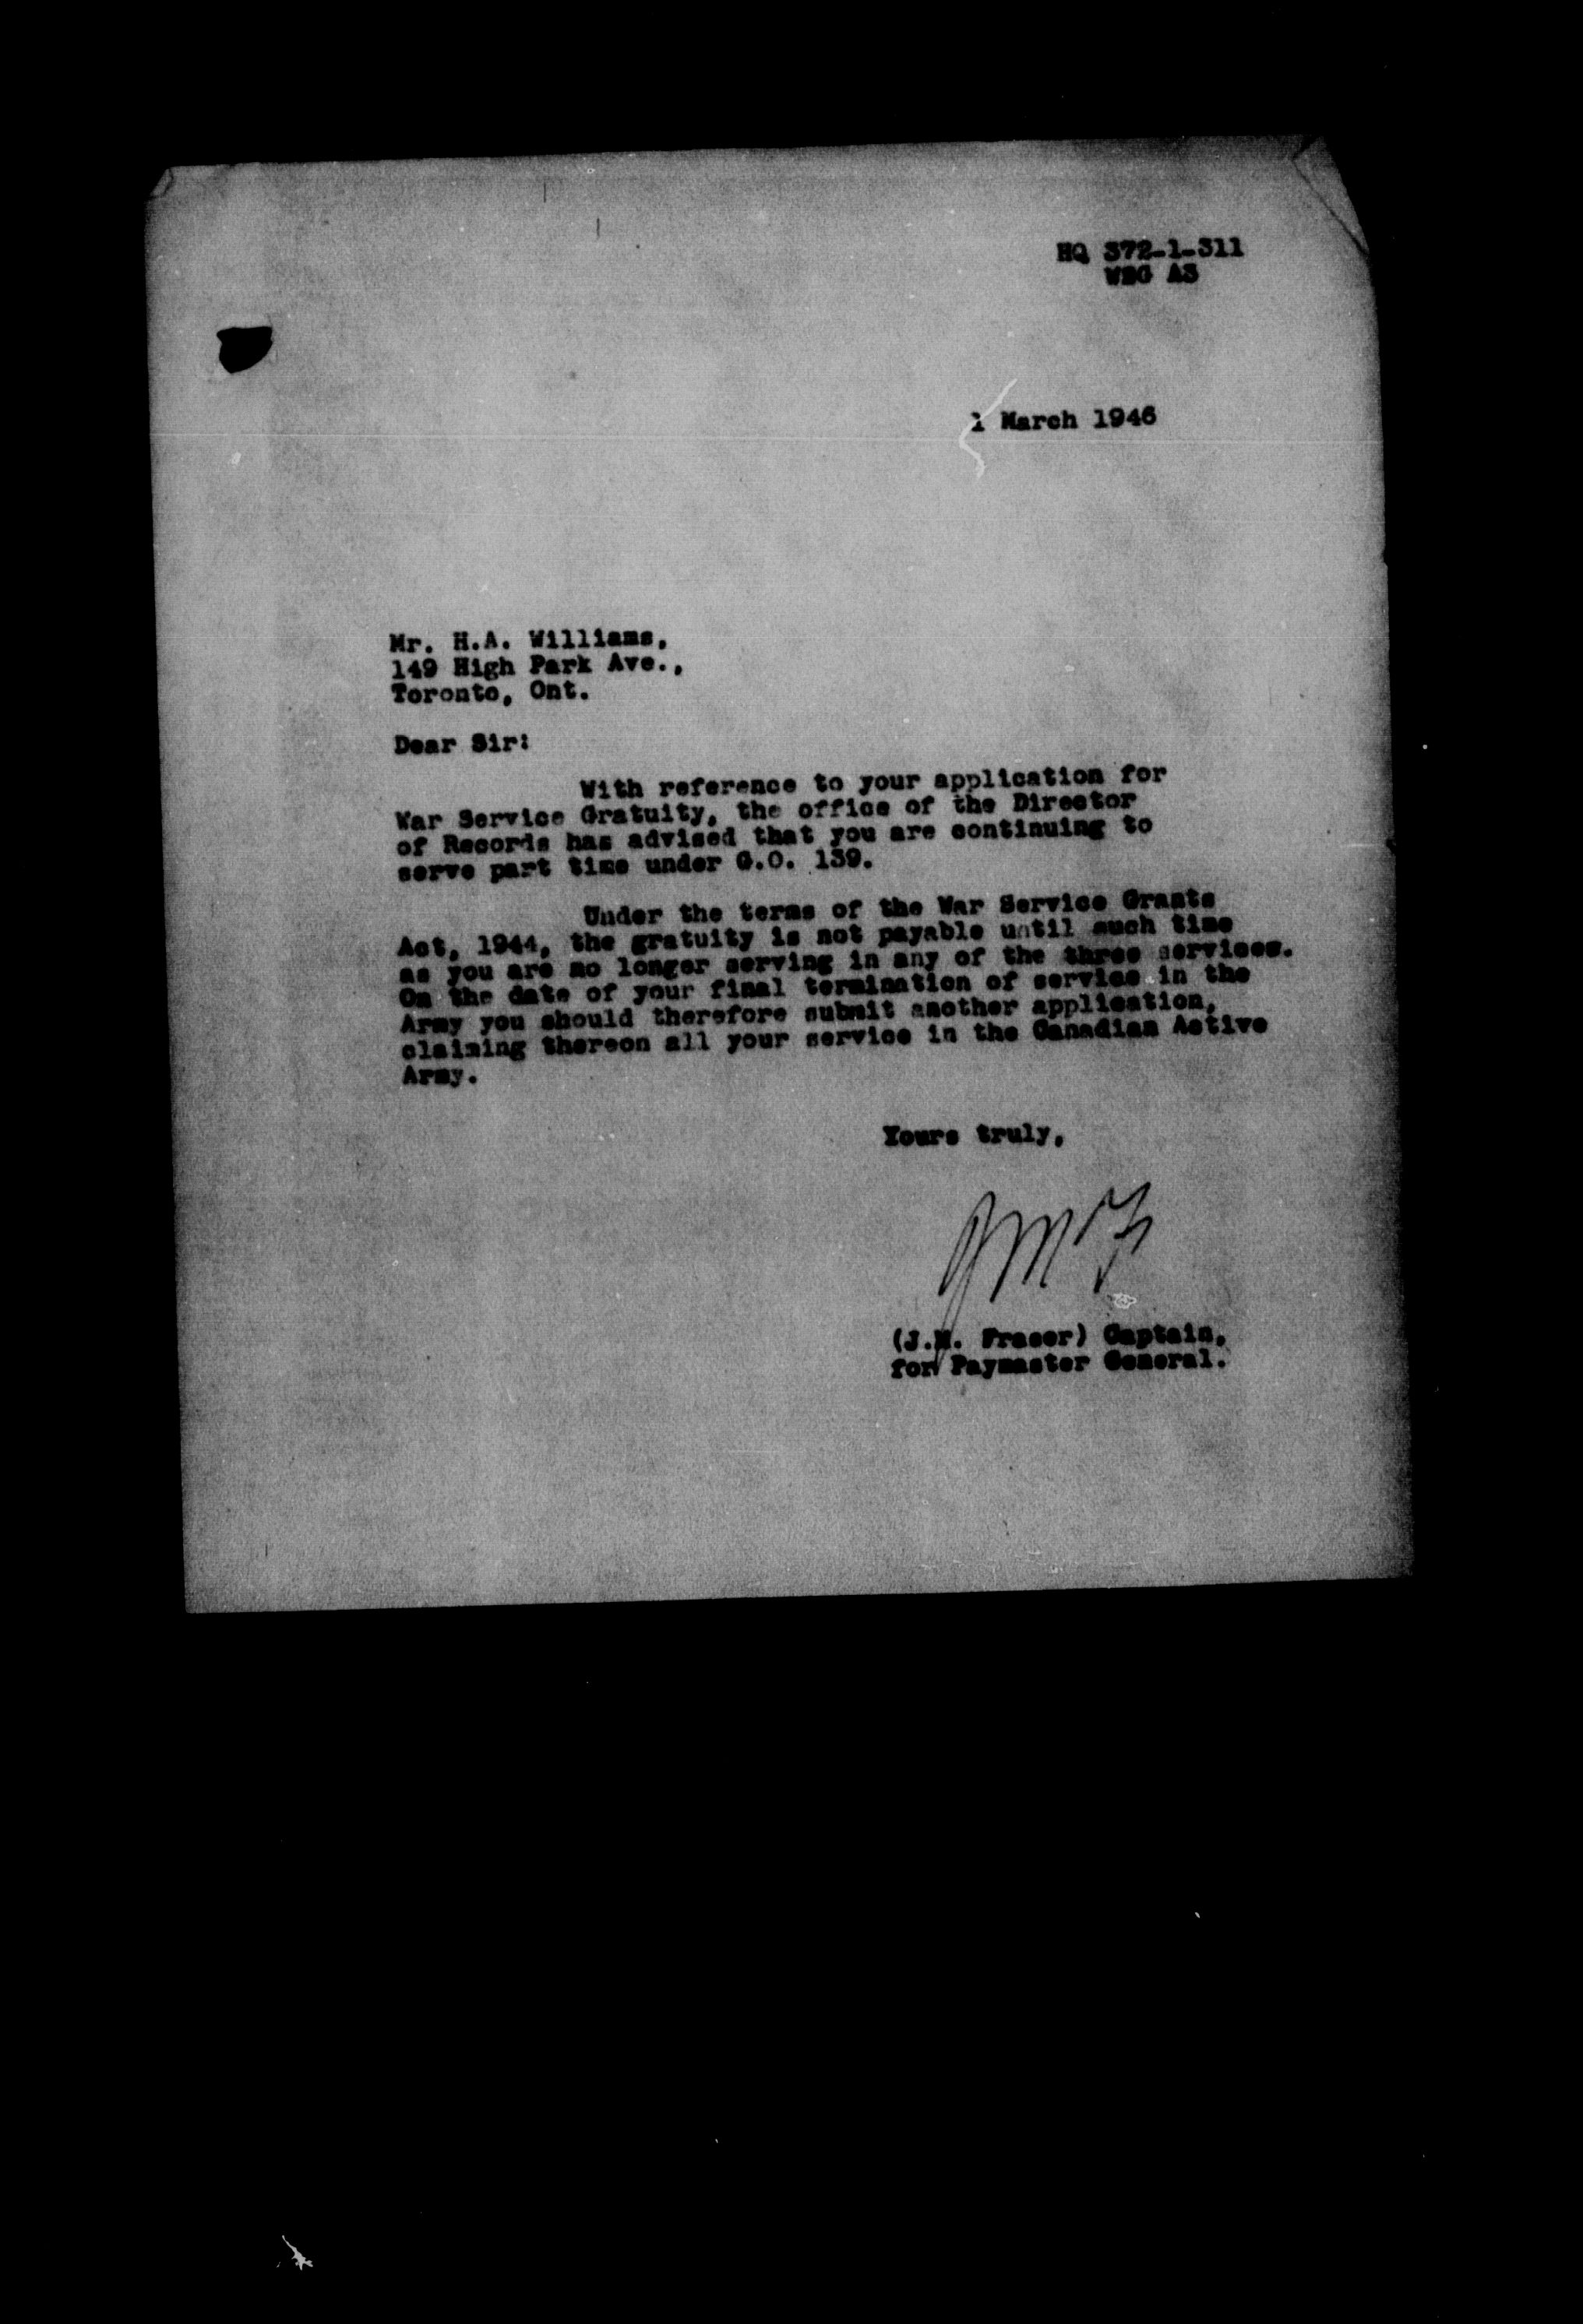 HQ 372-1-311
WSG A3
1 March 1946
Mr. H.A. Williams,
149 High Park Ave.,
Toronto, Ont.
Dear Sir:
With reference to your application for
War Service Gratuity, the office of the Director
of Records has advised that you are continuing to
serve part time under G.O. 139.
Under the terms of the War Service Grants
Act, 1944, the gratuity is not payable until such time
as you are no longer serving in any of the three services.
On the date of your final termination of service in the
Army you should therefore submit another application,
claiming thereon all your service in the Canadian Active
Army.
Yours truly,
(J.M. Fraser) Captain,
for Paymaster General.